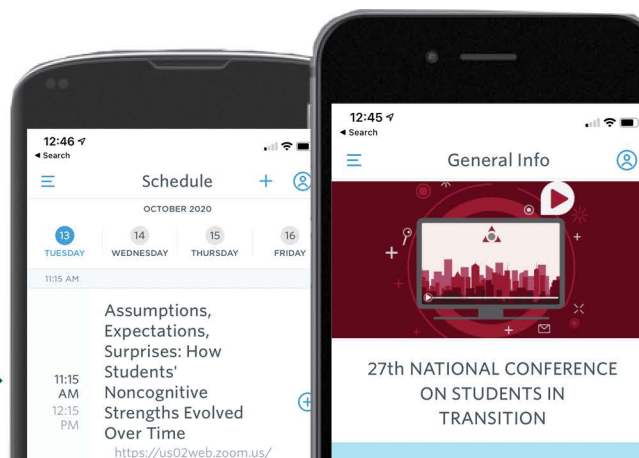 12:46
◄ Search
Schedule
OCTOBER 2020
13
14
15
16
TUESDAY
WEDNESDAY
THURSDAY
FRIDAY
11:15 AM
11:15
AM
12:15
PM
Assumptions,
Expectations,
Surprises: How
Students'
Noncognitive
Strengths Evolved
Over Time
https://us02web.zoom.us/
12:45
◄ Search
General Info
27th NATIONAL CONFERENCE
ON STUDENTS IN
TRANSITION